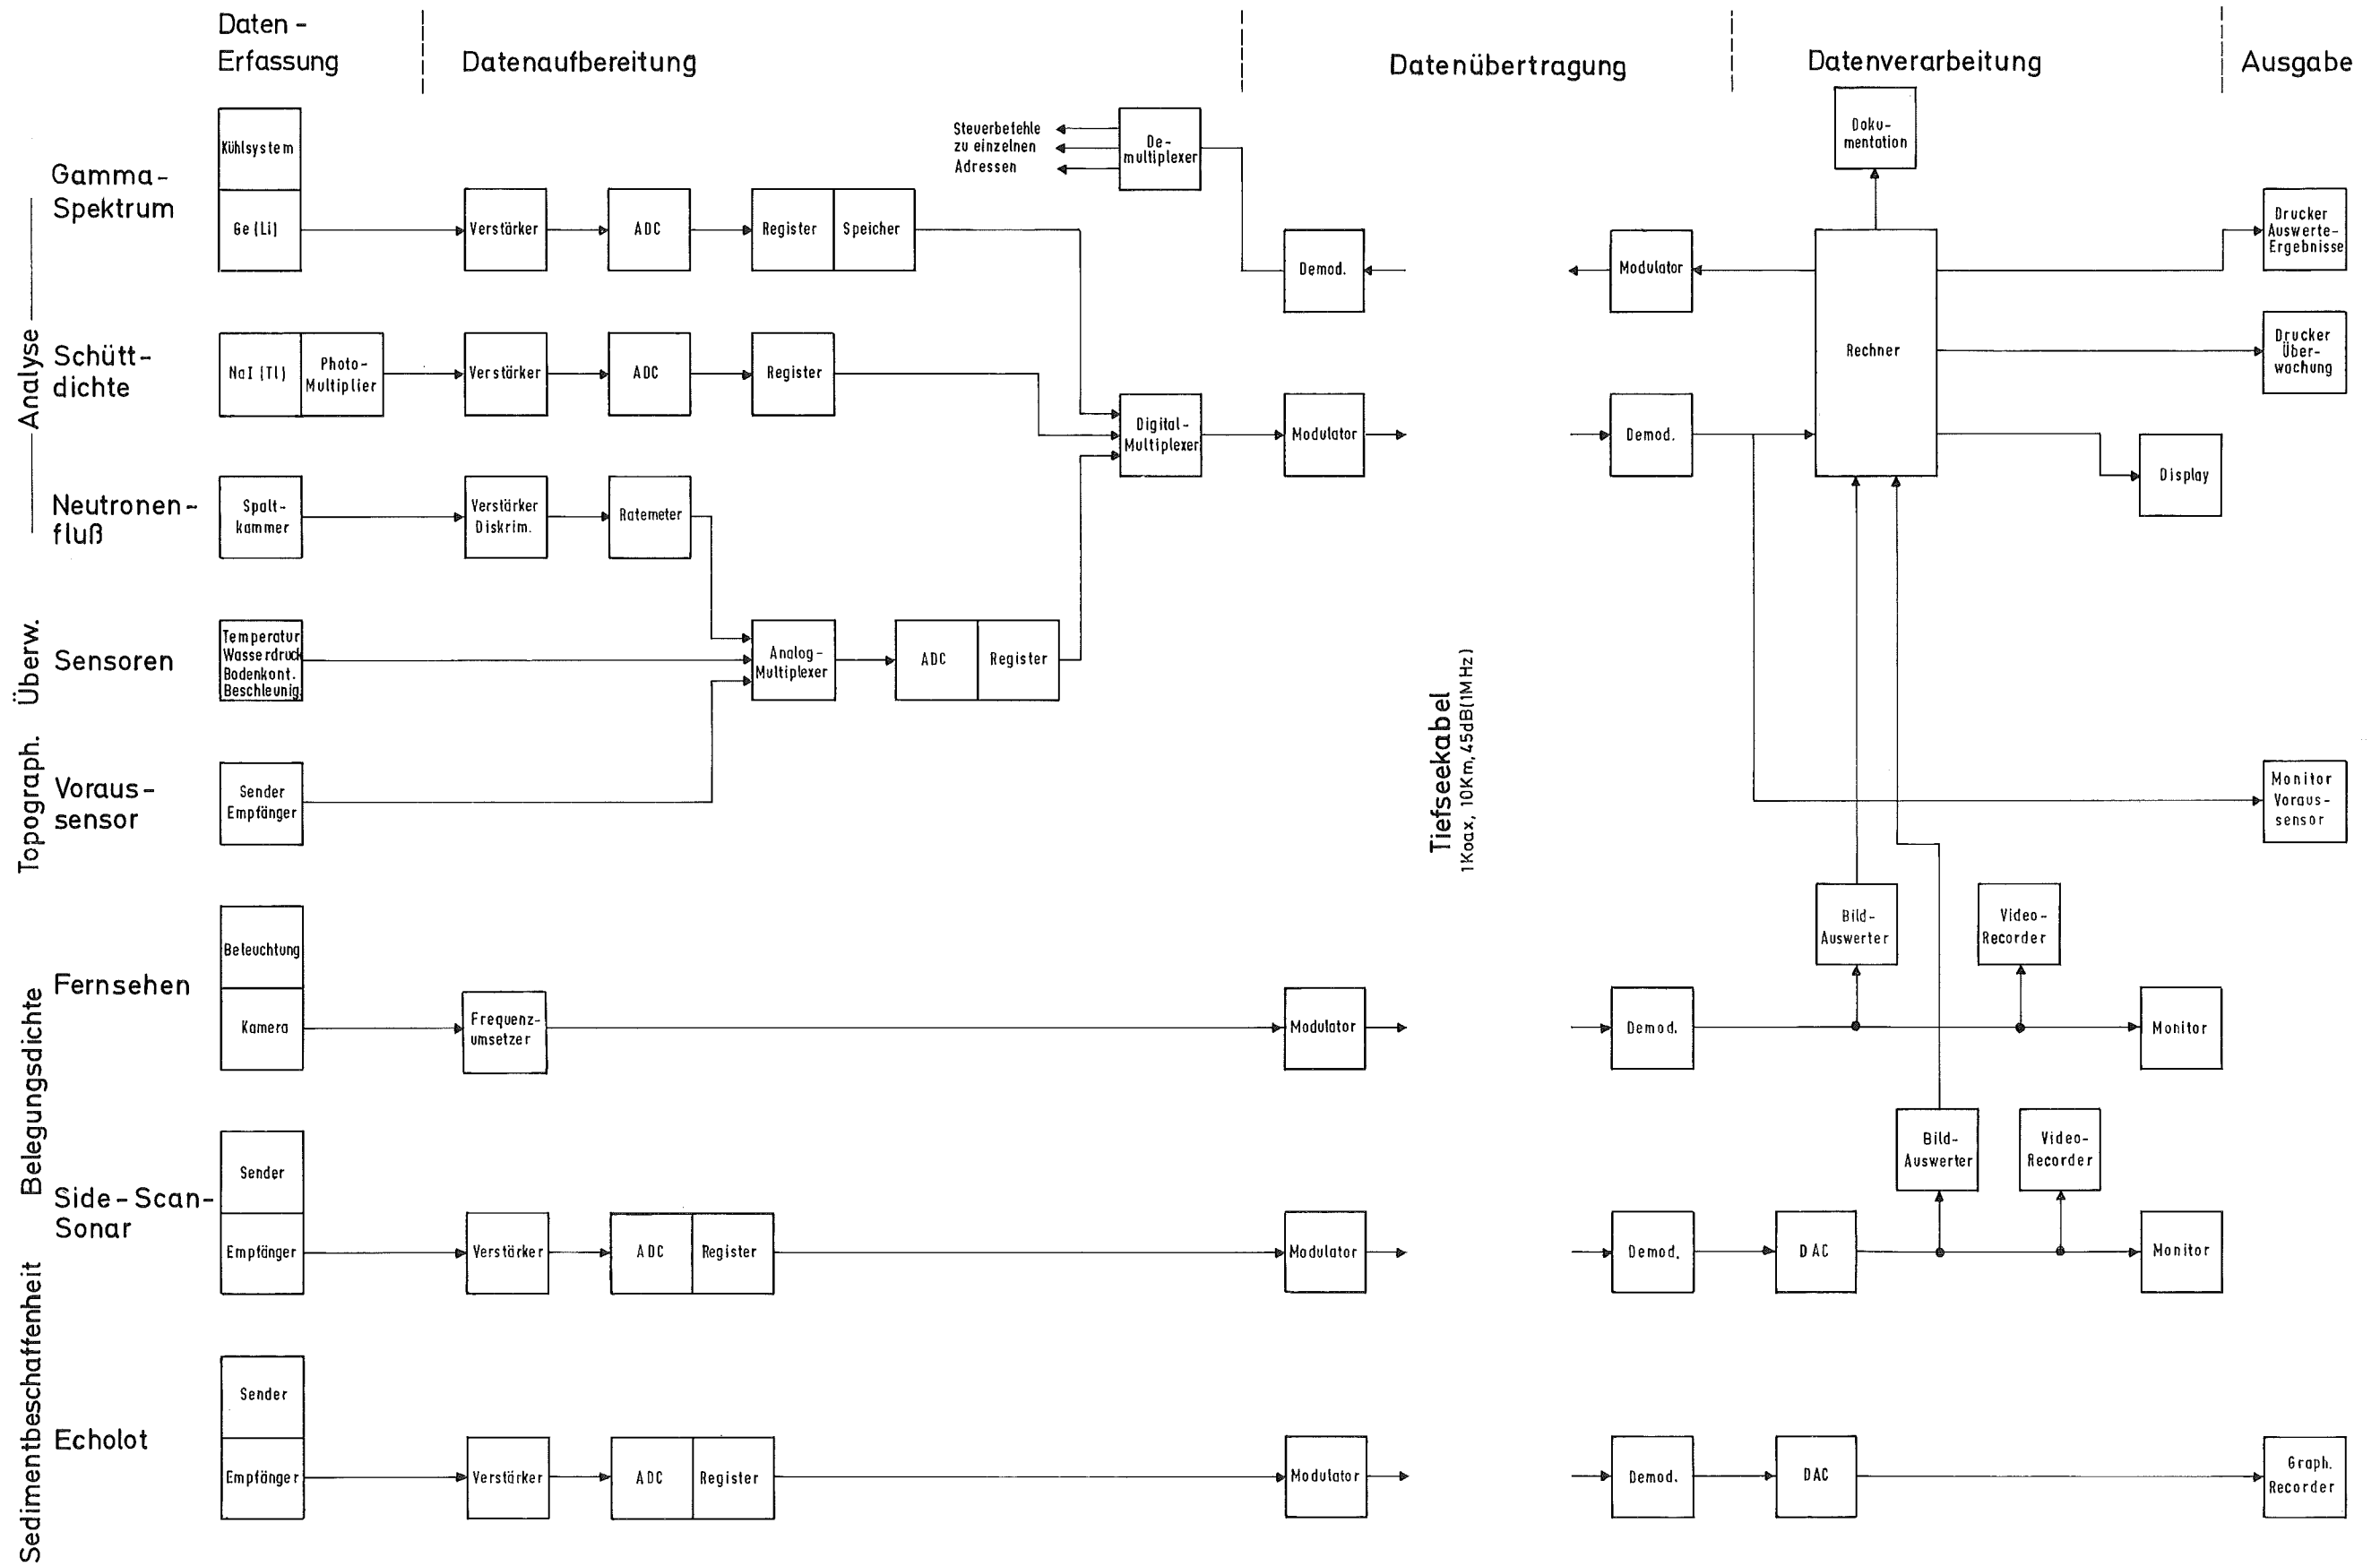 Daten-
Erfassung
Datenaufbereitung
Datenübertragung
Datenverarbeitung
Ausgabe
Analyse
Gamma-
Spektrum
Kühlsystem
Ge (Li)
Verstärker
ADC
Register
Speicher
Steuerbefehle
zu einzelnen
Adressen
De-
multiplexer
Demod.
Modulator
Doku-
mentation
Rechner
Drucker
Auswerte-
Ergebnisse
Drucker
Über-
wachung
Display
Schütt-
dichte
NaI (Tl)
Photo-
Multiplier
Verstärker
ADC
Register
Digital-
Multiplexer
Modulator
Demod.
Neutronen-
fluß
Spalt-
kammer
Verstärker
Diskrim.
Ratemeter
Überw.
Sensoren
Temperatur
Wasserdruck
Bodenkont.
Beschleunig.
Analog-
Multiplexer
ADC
Register
Tiefseekabel
1 Koax, 10Km, 45dB (1MHz)
Topograph.
Voraus-
sensor
Sender
Empfänger
Monitor
Voraus-
sensor
Belegungsdichte
Fernsehen
Beleuchtung
Kamera
Frequenz-
umsetzer
Modulator
Demod.
Bild-
Auswerter
Video-
Recorder
Monitor
Side-Scan-
Sonar
Sender
Empfänger
Verstärker
ADC
Register
Modulator
Demod.
DAC
Bild-
Auswerter
Video-
Recorder
Monitor
Sedimentbeschaffenheit
Echolot
Sender
Empfänger
Verstärker
ADC
Register
Modulator
Demod.
DAC
Graph.
Recorder